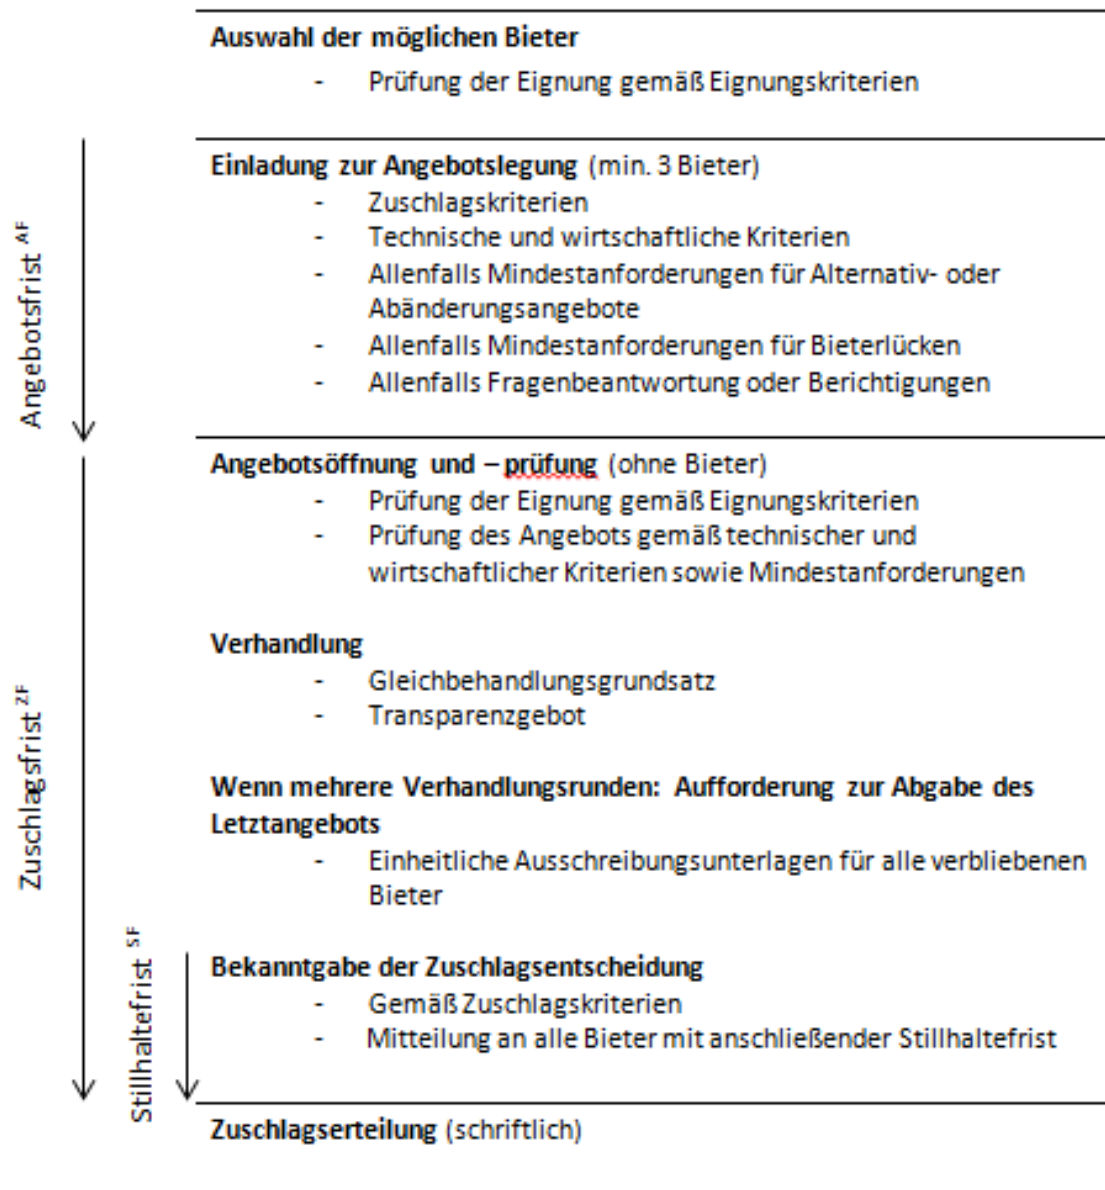 Auswahl der möglichen Bieter
- Prüfung der Eignung gemäß Eignungskriterien
Angebotsfrist AF
Einladung zur Angebotslegung (min. 3 Bieter)
- Zuschlagskriterien
- Technische und wirtschaftliche Kriterien
- Allenfalls Mindestanforderungen für Alternativ- oder
Abänderungsangebote
- Allenfalls Mindestanforderungen für Bieterlücken
- Allenfalls Fragenbeantwortung oder Berichtigungen
Zuschlagsfrist ZF
Angebotsöffnung und – prüfung (ohne Bieter)
- Prüfung der Eignung gemäß Eignungskriterien
- Prüfung des Angebots gemäß technischer und
wirtschaftlicher Kriterien sowie Mindestanforderungen
Verhandlung
- Gleichbehandlungsgrundsatz
- Transparenzgebot
Wenn mehrere Verhandlungsrunden: Aufforderung zur Abgabe des
Letztangebots
- Einheitliche Ausschreibungsunterlagen für alle verbliebenen
Bieter
Stillhaltefrist SF
Bekanntgabe der Zuschlagsentscheidung
- Gemäß Zuschlagskriterien
- Mitteilung an alle Bieter mit anschließender Stillhaltefrist
Zuschlagserteilung (schriftlich)